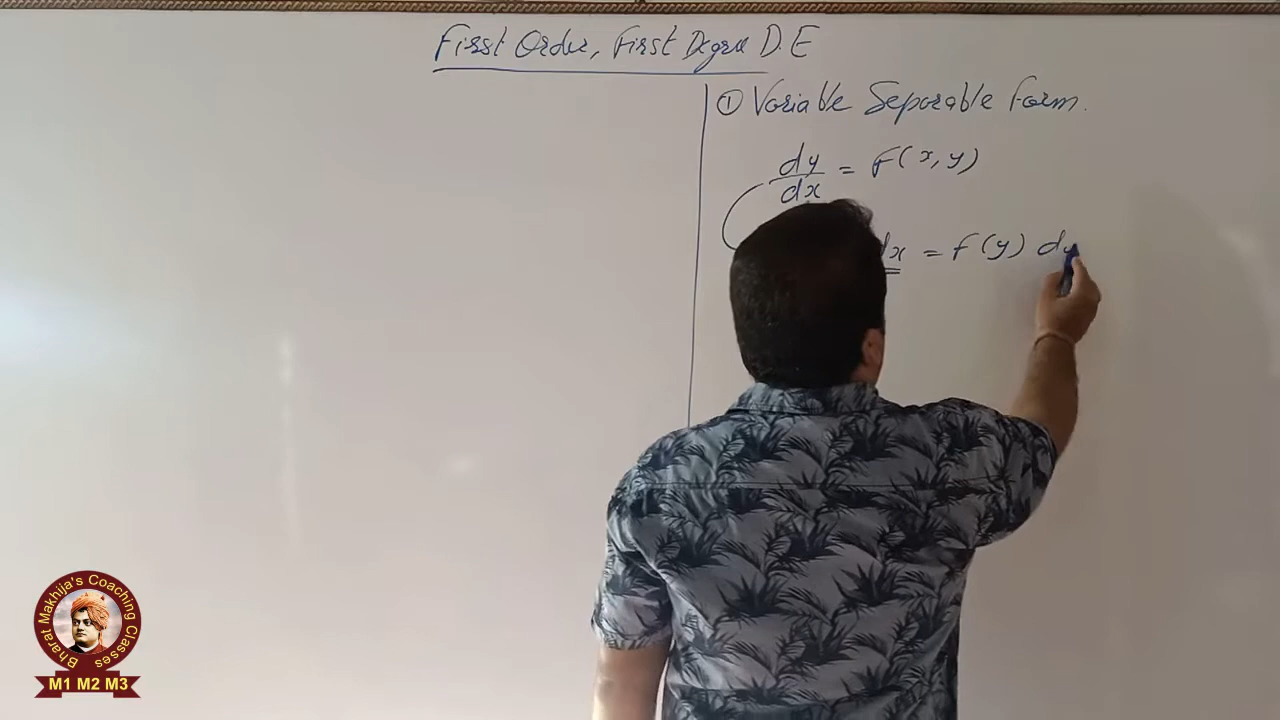 First Order, First Degree D.E
① Variable Separable Form.
dy/dx = F(x, y)
dx = f(y) dy
Bharat Makhija's Coaching Classes
M1 M2 M3